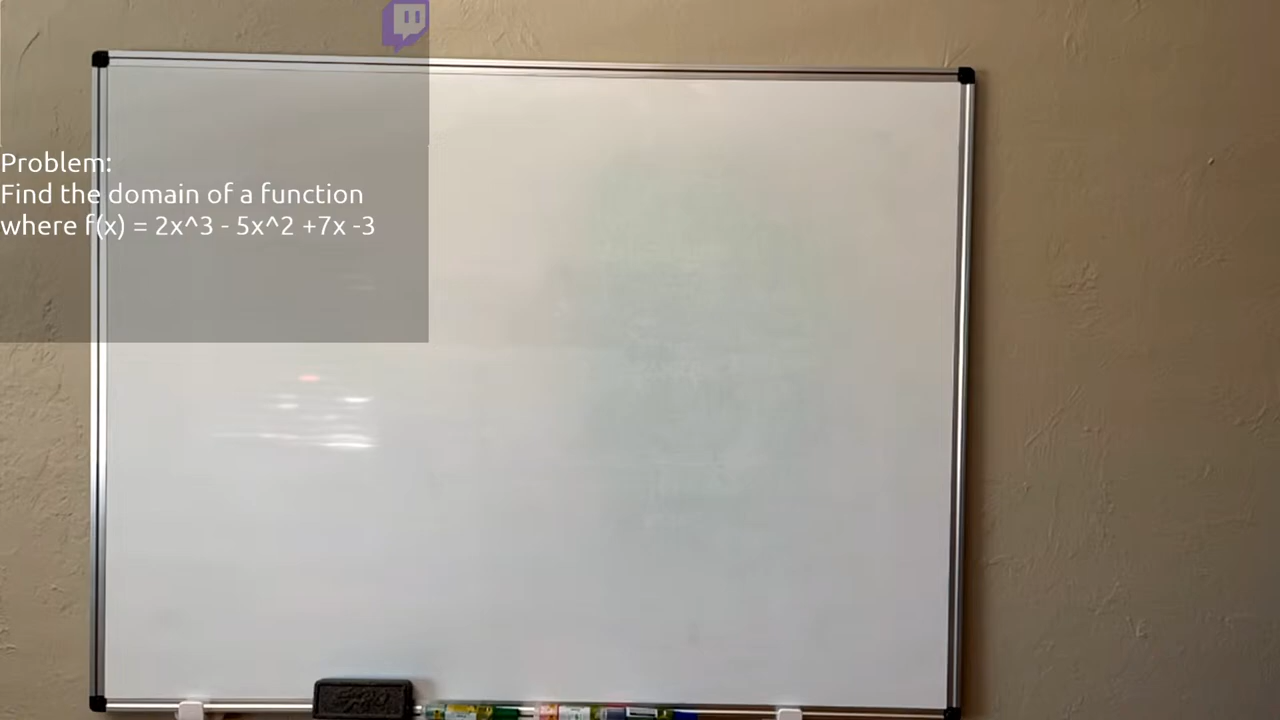 Problem:
Find the domain of a function
where f(x) = 2x^3 - 5x^2 +7x -3